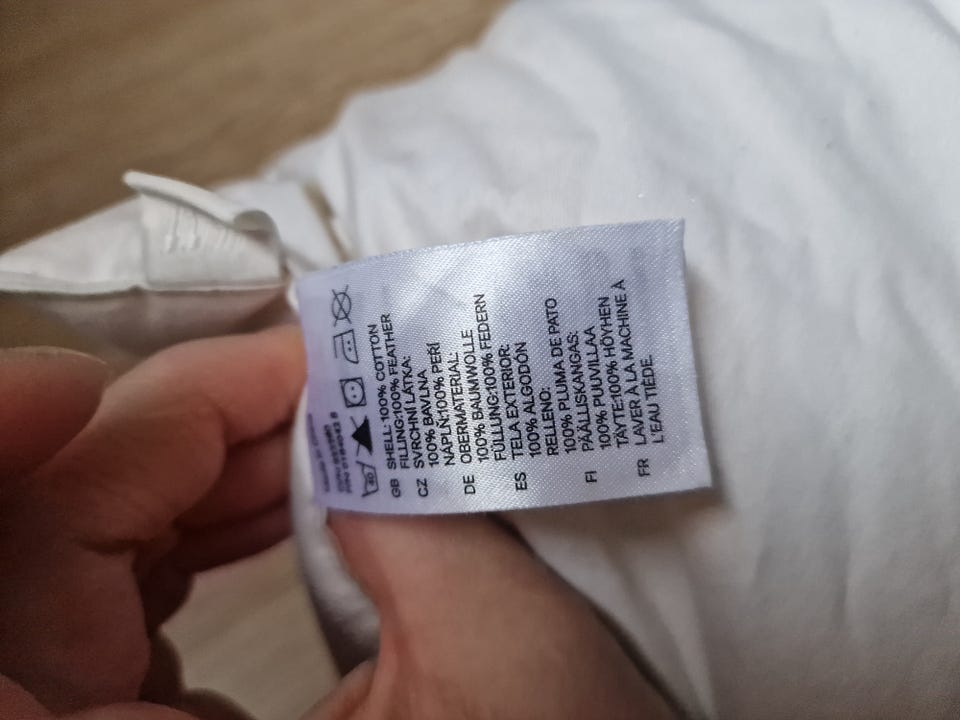 40
GB SHELL: 100% COTTON
FILLING:100% FEATHER
CZ SVRCHNÍ LÁTKA:
100% BAVLNA
NÁPLŇ:100% PEŘÍ
DE OBERMATERIAL:
100% BAUMWOLLE
FÜLLUNG:100% FEDERN
ES TELA EXTERIOR:
100% ALGODÓN
RELLENO:
100% PLUMA DE PATO
FI PÄÄLLISKANGAS:
100% PUUVILLAA
TÄYTE:100% HÖYHEN
FR LAVER À LA MACHINE À
L'EAU TIÈDE.